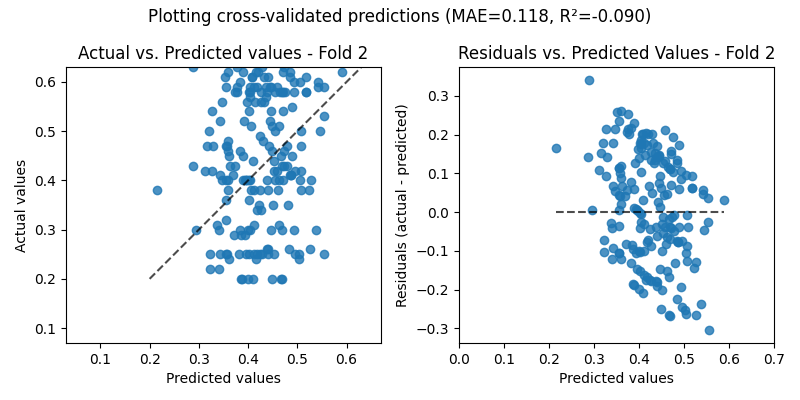 Plotting cross-validated predictions (MAE=0.118, R²=-0.090)
Actual vs. Predicted values - Fold 2
Actual values
0.6
0.5
0.4
0.3
0.2
0.1
0.1 0.2 0.3 0.4 0.5 0.6
Predicted values
Residuals vs. Predicted Values - Fold 2
Residuals (actual - predicted)
0.3
0.2
0.1
0.0
−0.1
−0.2
−0.3
0.0 0.1 0.2 0.3 0.4 0.5 0.6 0.7
Predicted values